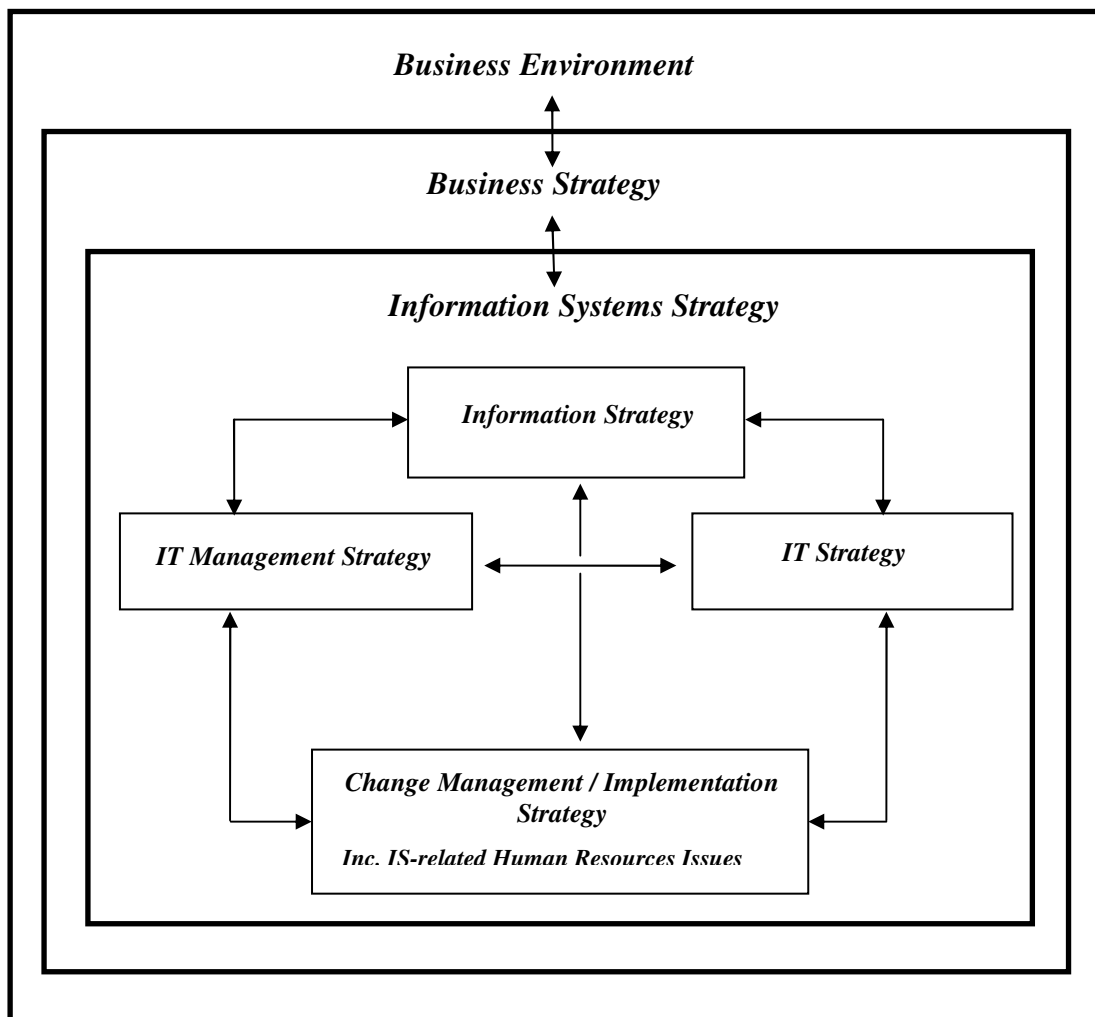 Business Environment
Business Strategy
Information Systems Strategy
Information Strategy
IT Management Strategy
IT Strategy
Change Management / Implementation
Strategy
Inc. IS-related Human Resources Issues